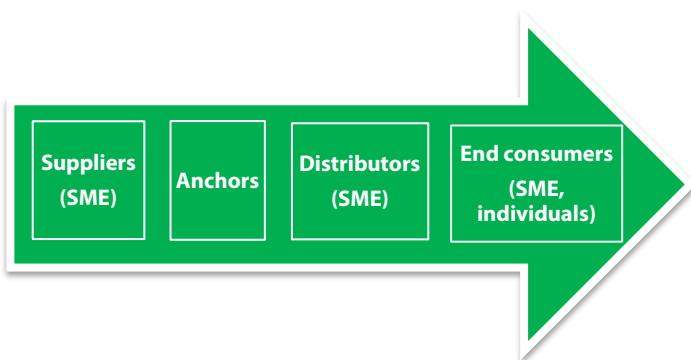 Suppliers
(SME)
Anchors
Distributors
(SME)
End consumers
(SME,
individuals)